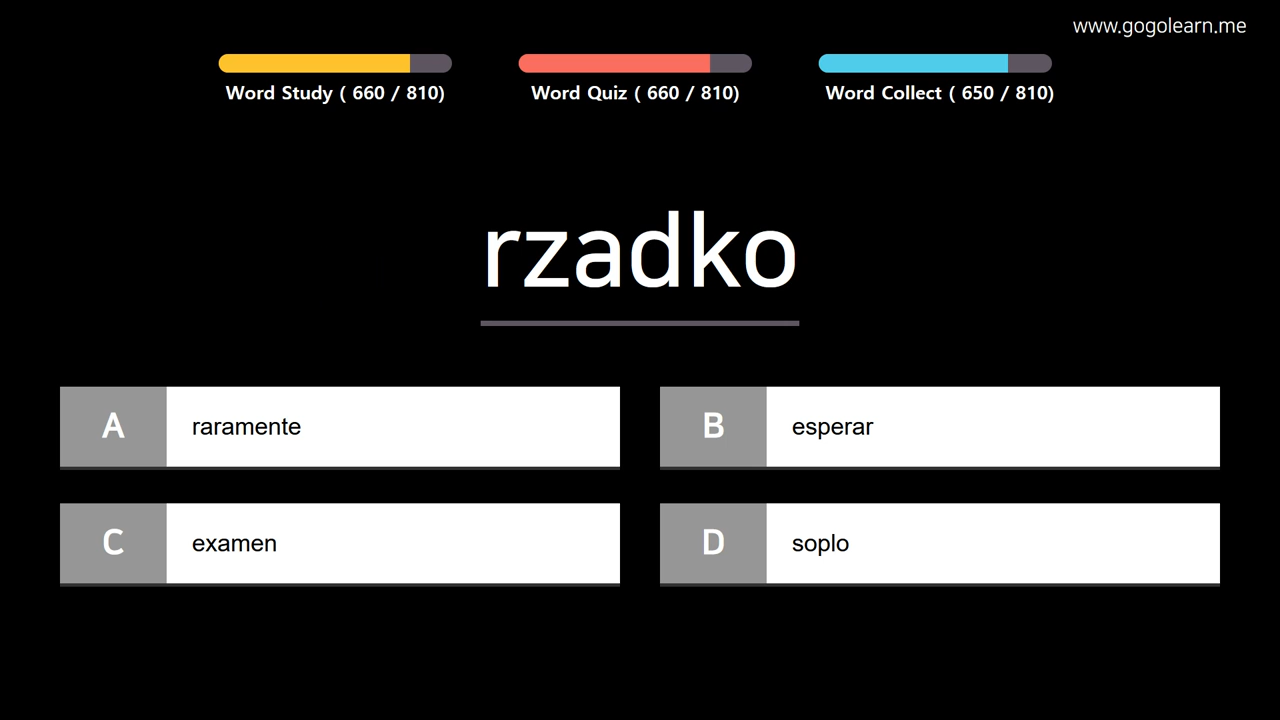 www.gogolearn.me
Word Study ( 660 / 810)
Word Quiz ( 660 / 810)
Word Collect ( 650 / 810)
rzadko
A raramente
B esperar
C examen
D soplo